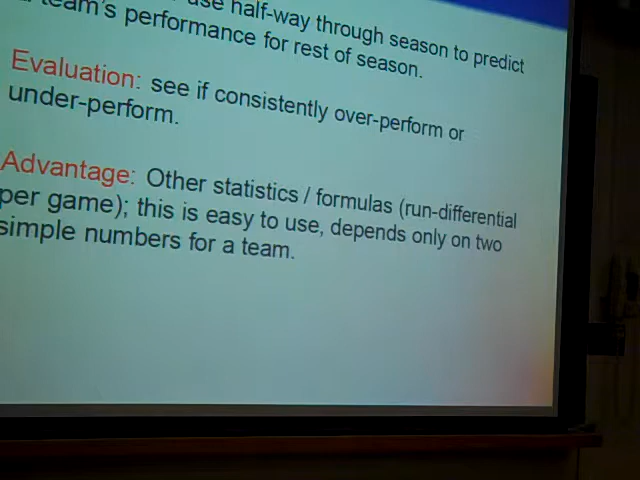 use half-way through season to predict
team's performance for rest of season.
Evaluation: see if consistently over-perform or
under-perform.
Advantage: Other statistics / formulas (run-differential
per game); this is easy to use, depends only on two
simple numbers for a team.